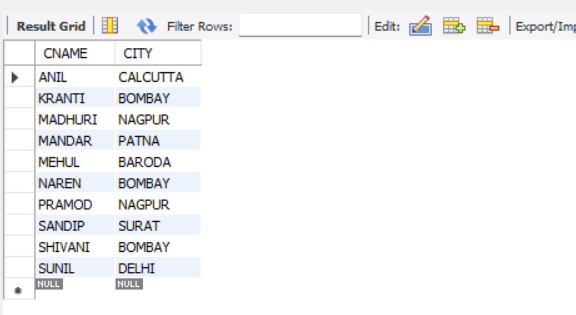 Result Grid Filter Rows: Edit: Export/Imp
CNAME CITY
ANIL CALCUTTA
KRANTI BOMBAY
MADHURI NAGPUR
MANDAR PATNA
MEHUL BARODA
NAREN BOMBAY
PRAMOD NAGPUR
SANDIP SURAT
SHIVANI BOMBAY
SUNIL DELHI
NULL NULL